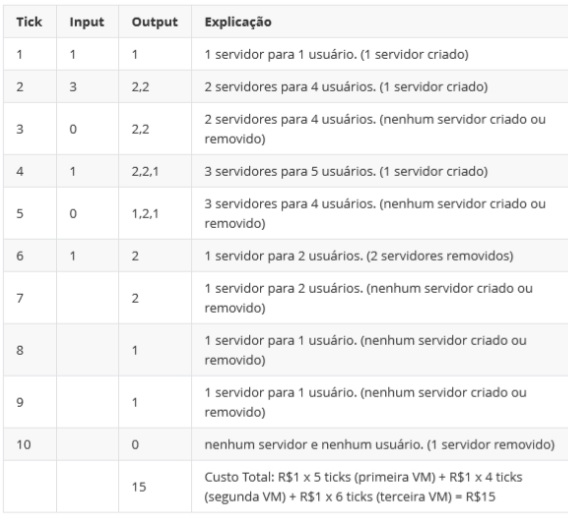 Tick Input Output Explicação
1 1 1 1 servidor para 1 usuário. (1 servidor criado)
2 3 2,2 2 servidores para 4 usuários. (1 servidor criado)
3 0 2,2 2 servidores para 4 usuários. (nenhum servidor criado ou
removido)
4 1 2,2,1 3 servidores para 5 usuários. (1 servidor criado)
5 0 1,2,1 3 servidores para 4 usuários. (nenhum servidor criado ou
removido)
6 1 2 1 servidor para 2 usuários. (2 servidores removidos)
7 2 1 servidor para 2 usuários. (nenhum servidor criado ou
removido)
8 1 1 servidor para 1 usuário. (nenhum servidor criado ou
removido)
9 1 1 servidor para 1 usuário. (nenhum servidor criado ou
removido)
10 0 nenhum servidor e nenhum usuário. (1 servidor removido)
15 Custo Total: R$1 x 5 ticks (primeira VM) + R$1 x 4 ticks
(segunda VM) + R$1 x 6 ticks (terceira VM) = R$15